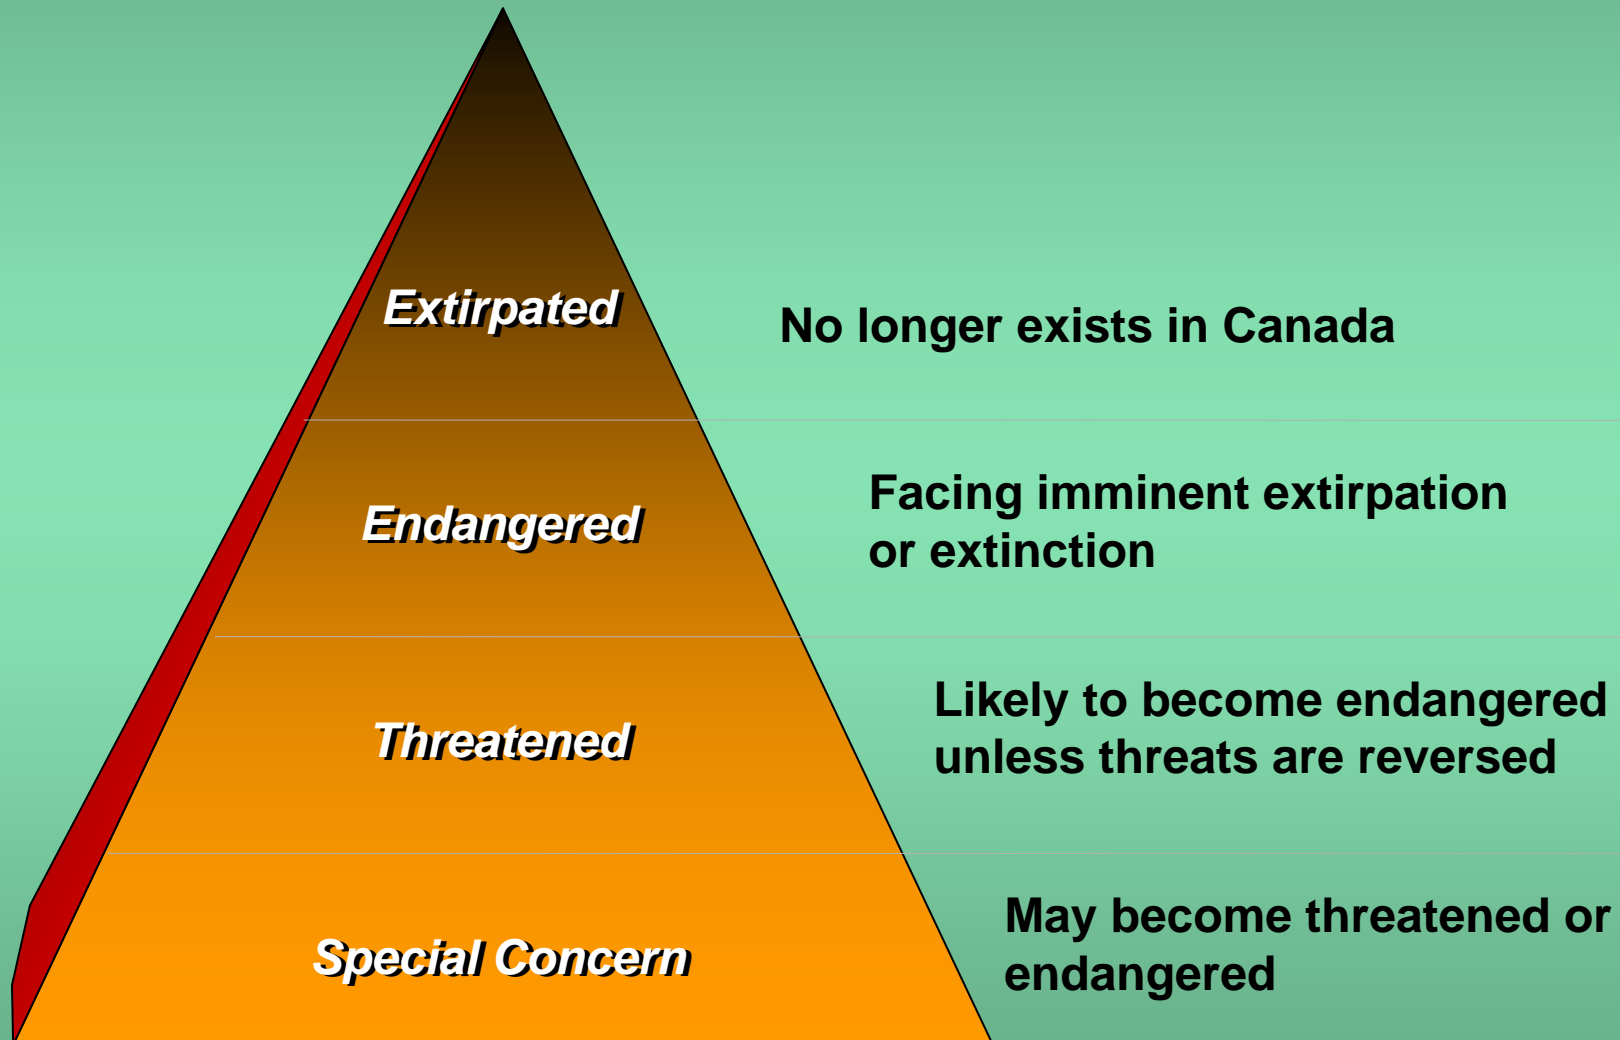 Extirpated
No longer exists in Canada
Endangered
Facing imminent extirpation
or extinction
Threatened
Likely to become endangered
unless threats are reversed
Special Concern
May become threatened or
endangered